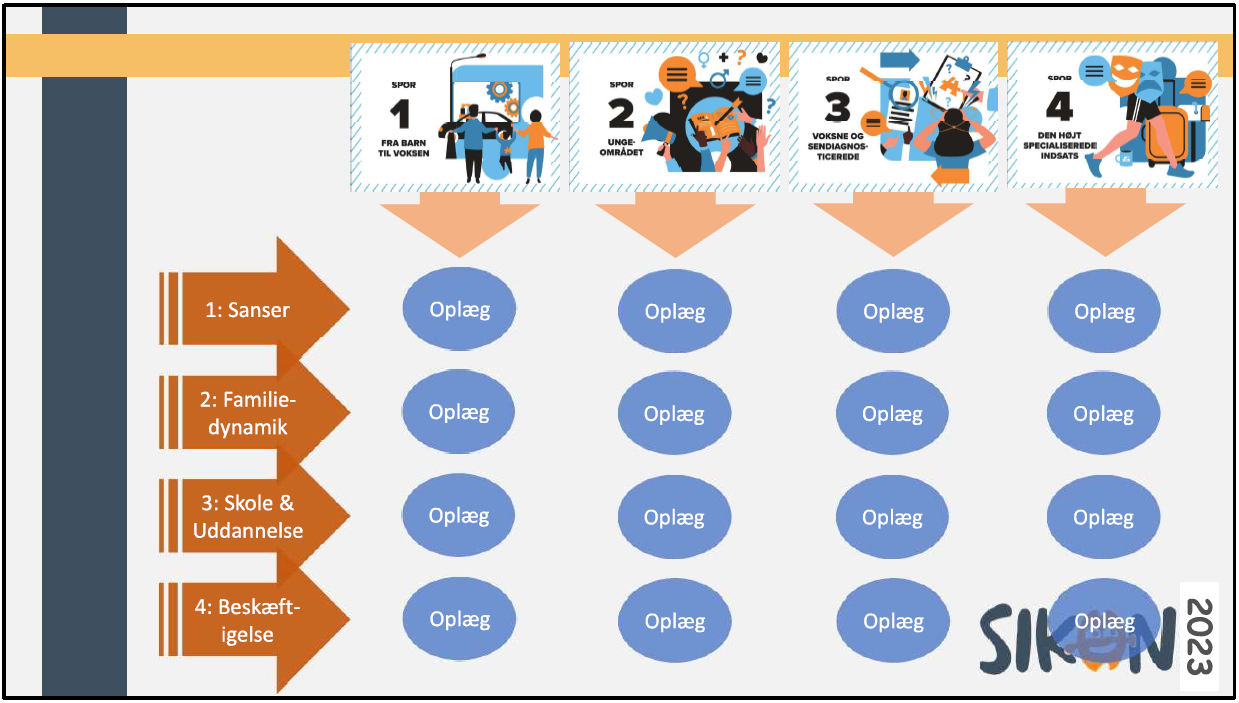 SPOR
1
FRA BARN
TIL VOKSEN
SPOR
2
UNGE-
OMRÅDET
SPOR
3
VOKSNE OG
SENDIAGNOS-
TICEREDE
SPOR
4
DEN HØJT
SPECIALISEREDE
INDSATS
1: Sanser
Oplæg
Oplæg
Oplæg
Oplæg
2: Familie-
dynamik
Oplæg
Oplæg
Oplæg
Oplæg
3: Skole &
Uddannelse
Oplæg
Oplæg
Oplæg
Oplæg
4: Beskæft-
igelse
Oplæg
Oplæg
Oplæg
Oplæg
SIKON
2023